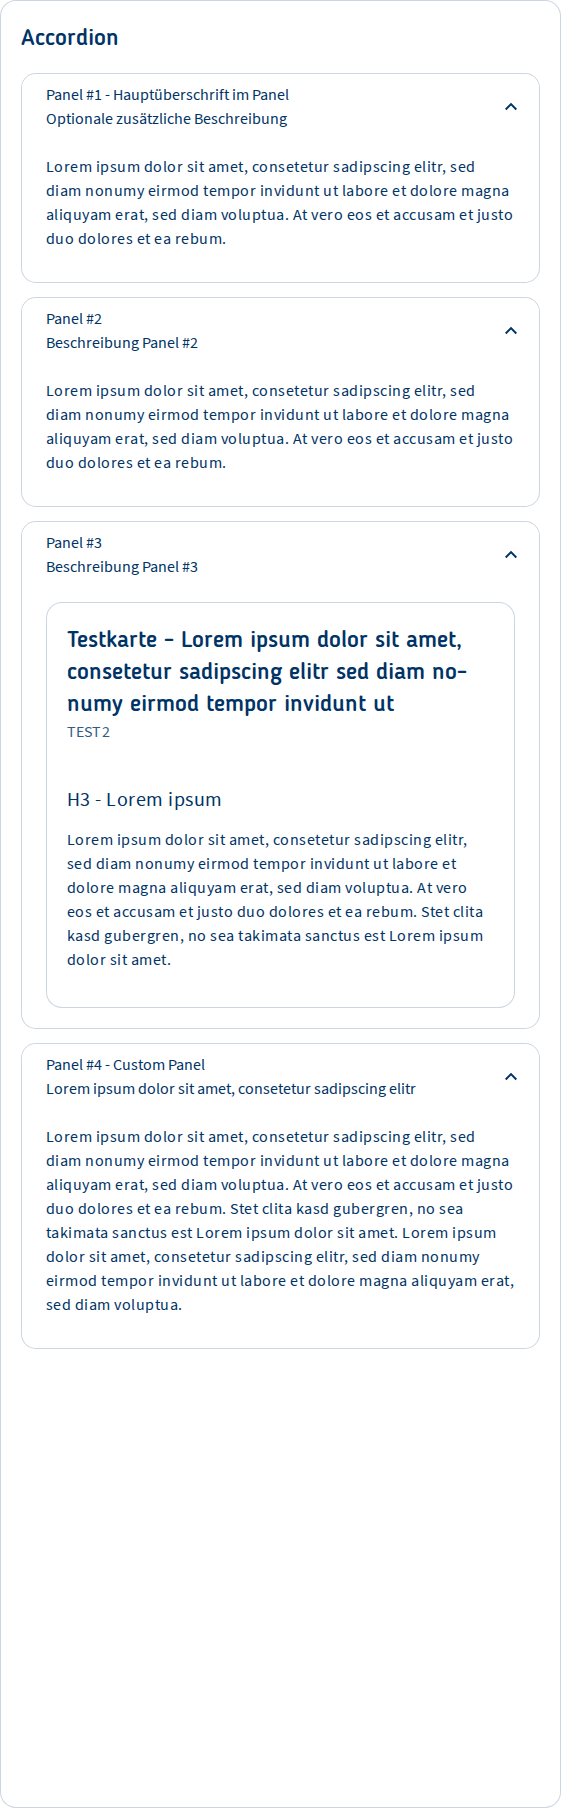 Accordion
Panel #1 - Hauptüberschrift im Panel
Optionale zusätzliche Beschreibung
Lorem ipsum dolor sit amet, consetetur sadipscing elitr, sed
diam nonumy eirmod tempor invidunt ut labore et dolore magna
aliquyam erat, sed diam voluptua. At vero eos et accusam et justo
duo dolores et ea rebum.
Panel #2
Beschreibung Panel #2
Lorem ipsum dolor sit amet, consetetur sadipscing elitr, sed
diam nonumy eirmod tempor invidunt ut labore et dolore magna
aliquyam erat, sed diam voluptua. At vero eos et accusam et justo
duo dolores et ea rebum.
Panel #3
Beschreibung Panel #3
Testkarte - Lorem ipsum dolor sit amet,
consetetur sadipscing elitr sed diam no-
numy eirmod tempor invidunt ut
TEST2
H3 - Lorem ipsum
Lorem ipsum dolor sit amet, consetetur sadipscing elitr,
sed diam nonumy eirmod tempor invidunt ut labore et
dolore magna aliquyam erat, sed diam voluptua. At vero
eos et accusam et justo duo dolores et ea rebum. Stet clita
kasd gubergren, no sea takimata sanctus est Lorem ipsum
dolor sit amet.
Panel #4 - Custom Panel
Lorem ipsum dolor sit amet, consetetur sadipscing elitr
Lorem ipsum dolor sit amet, consetetur sadipscing elitr, sed
diam nonumy eirmod tempor invidunt ut labore et dolore magna
aliquyam erat, sed diam voluptua. At vero eos et accusam et justo
duo dolores et ea rebum. Stet clita kasd gubergren, no sea
takimata sanctus est Lorem ipsum dolor sit amet. Lorem ipsum
dolor sit amet, consetetur sadipscing elitr, sed diam nonumy
eirmod tempor invidunt ut labore et dolore magna aliquyam erat,
sed diam voluptua.